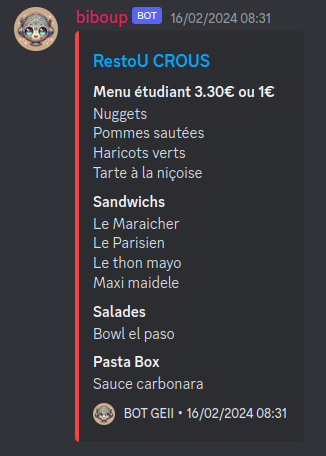 biboup BOT 16/02/2024 08:31
RestoU CROUS
Menu étudiant 3.30€ ou 1€
Nuggets
Pommes sautées
Haricots verts
Tarte à la niçoise
Sandwichs
Le Maraicher
Le Parisien
Le thon mayo
Maxi maidele
Salades
Bowl el paso
Pasta Box
Sauce carbonara
BOT GEII • 16/02/2024 08:31